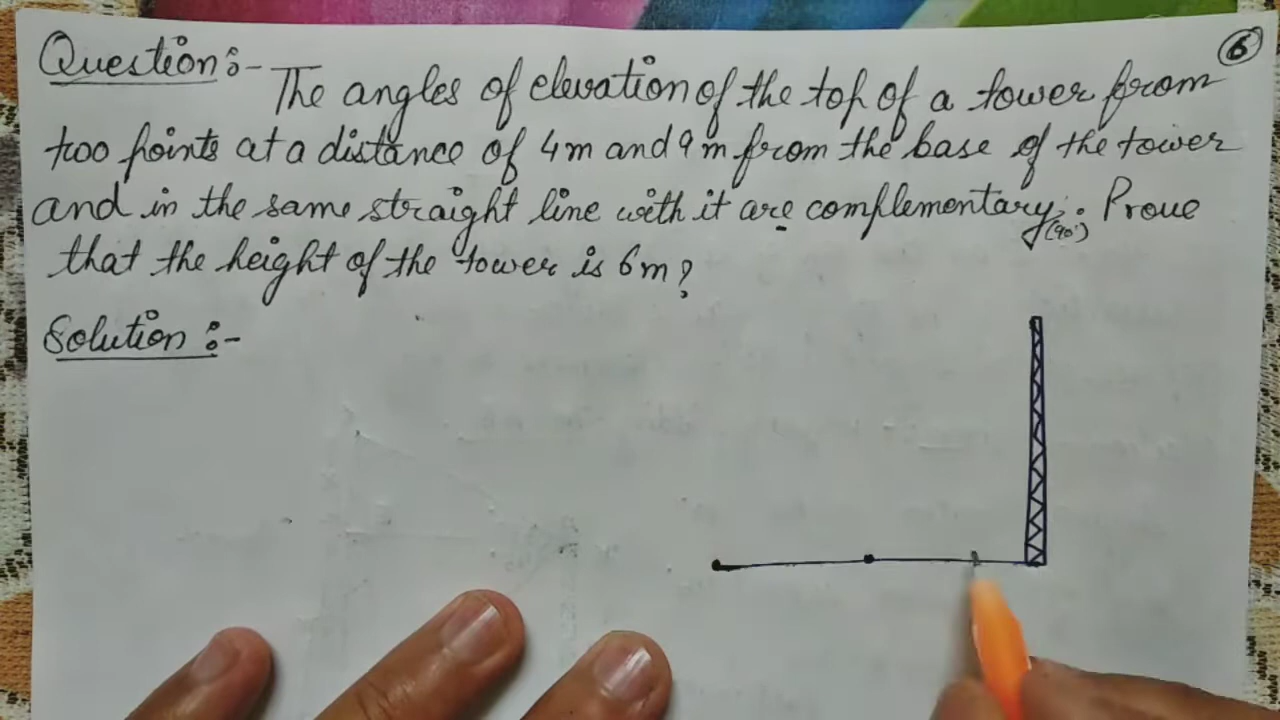 6
Question:-
The angles of elevation of the top of a tower from
two points at a distance of 4m and 9m from the base of the tower
and in the same straight line with it are complementary. Prove
(90°)
that the height of the tower is 6m?
Solution :-